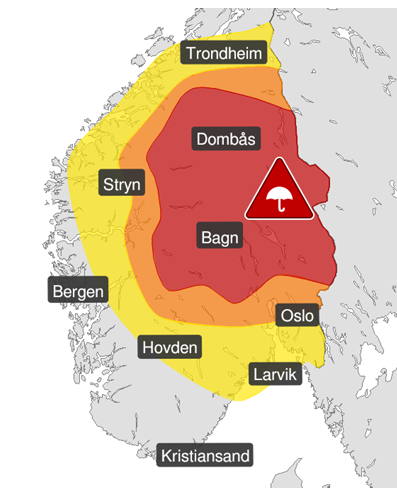 Trondheim
Dombås
Stryn
Bagn
Bergen
Oslo
Hovden
Larvik
Kristiansand